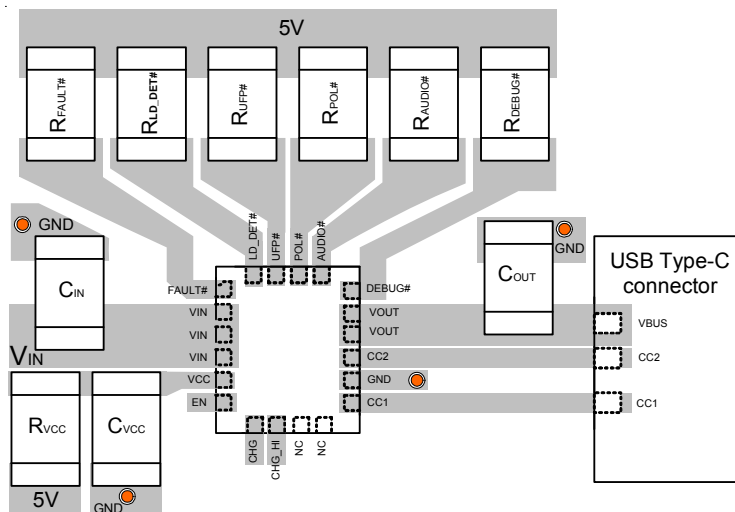 5V
RFAULT#
RLD_DET#
RUFP#
RPOL#
RAUDIO#
RDEBUG#
GND
LD_DET#
UFP#
POL#
AUDIO#
GND
CIN
COUT
USB Type-C
connector
FAULT#
DEBUG#
VIN
VOUT
VBUS
VIN
VOUT
VIN
VIN
CC2
CC2
VCC
GND
EN
CC1
CC1
RVCC
CVCC
CHG
CHG_HI
NC
NC
5V
GND